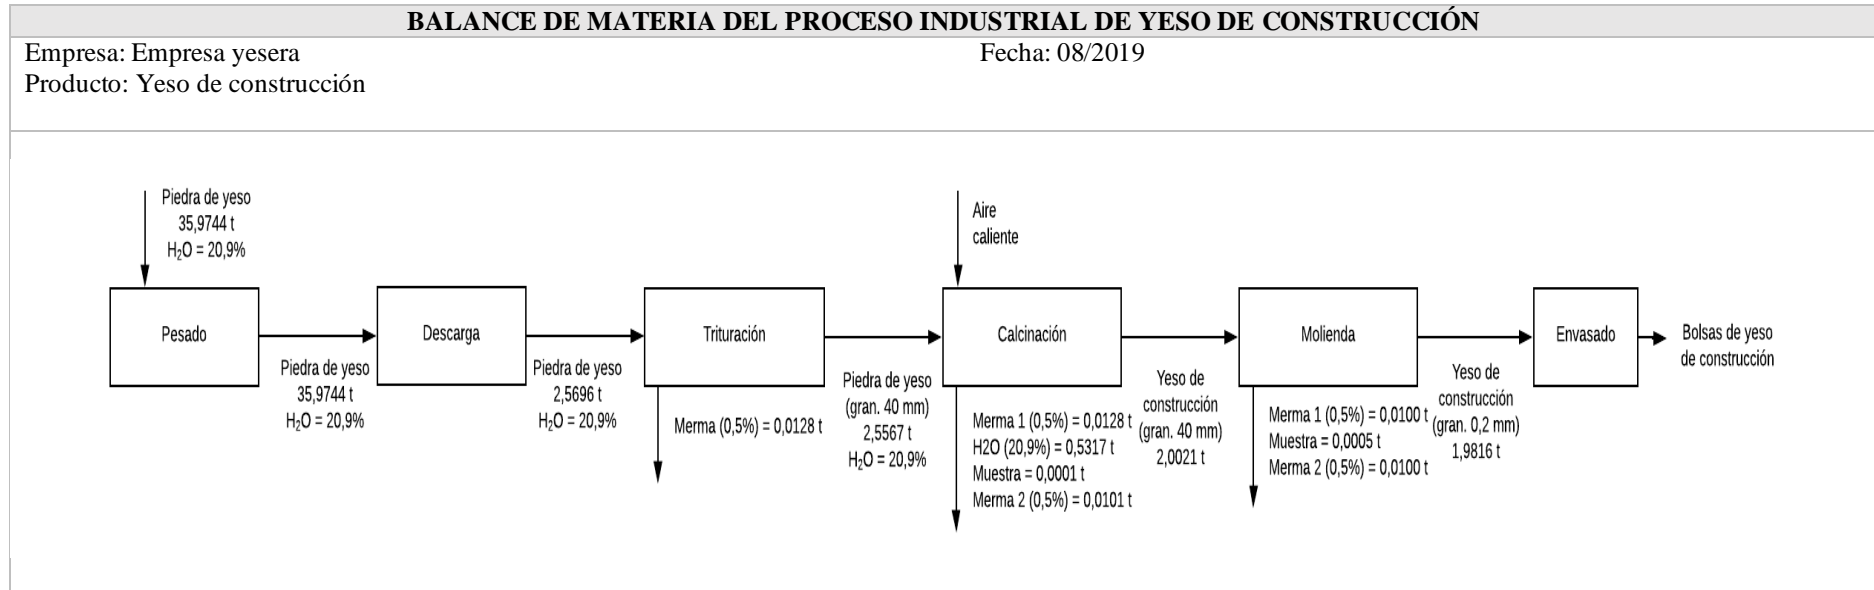 BALANCE DE MATERIA DEL PROCESO INDUSTRIAL DE YESO DE CONSTRUCCIÓN
Empresa: Empresa yesera
Fecha: 08/2019
Producto: Yeso de construcción
Piedra de yeso
35,9744 t
H₂O = 20,9%
Aire
caliente
Pesado
Descarga
Trituración
Calcinación
Molienda
Envasado
Bolsas de yeso
de construcción
Piedra de yeso
35,9744 t
H₂O = 20,9%
Piedra de yeso
2,5696 t
H₂O = 20,9%
Merma (0,5%) = 0,0128 t
Piedra de yeso
(gran. 40 mm)
2,5567 t
H₂O = 20,9%
Merma 1 (0,5%) = 0,0128 t
H2O (20,9%) = 0,5317 t
Muestra = 0,0001 t
Merma 2 (0,5%) = 0,0101 t
Yeso de
construcción
(gran. 40 mm)
2,0021 t
Merma 1 (0,5%) = 0,0100 t
Muestra = 0,0005 t
Merma 2 (0,5%) = 0,0100 t
Yeso de
construcción
(gran. 0,2 mm)
1,9816 t